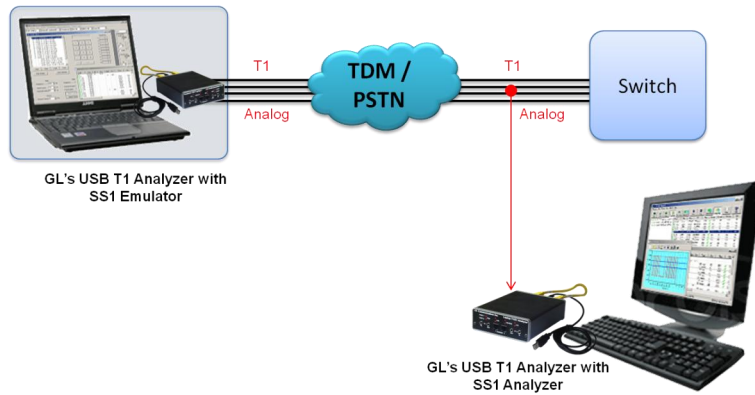 T1
TDM /
PSTN
T1
Switch
Analog
Analog
GL's USB T1 Analyzer with
SS1 Emulator
GL's USB T1 Analyzer with
SS1 Analyzer